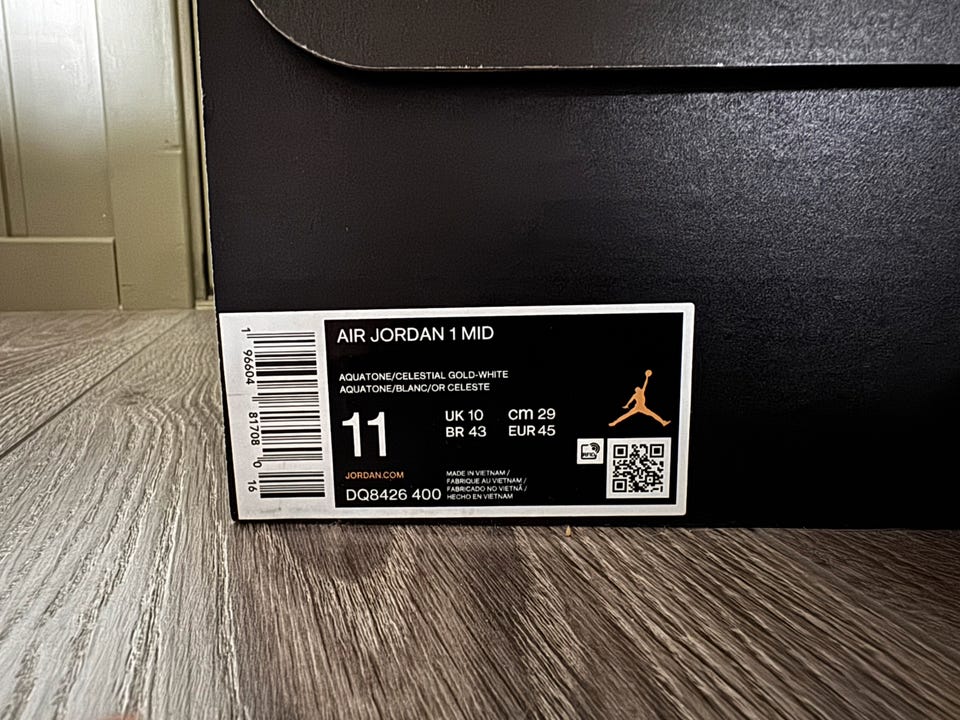 AIR JORDAN 1 MID
AQUATONE/CELESTIAL GOLD-WHITE
AQUATONE/BLANC/OR CELESTE
11
UK 10 cm 29
BR 43 EUR 45
RFID
JORDAN.COM
DQ8426 400
MADE IN VIETNAM /
FABRIQUE AU VIETNAM /
FABRICADO NO VIETNÃ /
HECHO EN VIETNAM
1 96604 81708 0 16